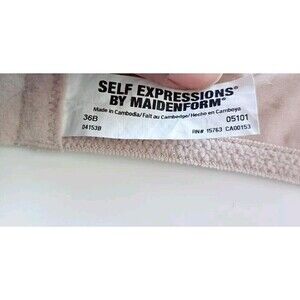 SELF EXPRESSIONS®
BY MAIDENFORM®
Made in Cambodia/Fait au Cambodge/Hecho en Camboya
36B 05101
04153B RN# 15763 CA00153